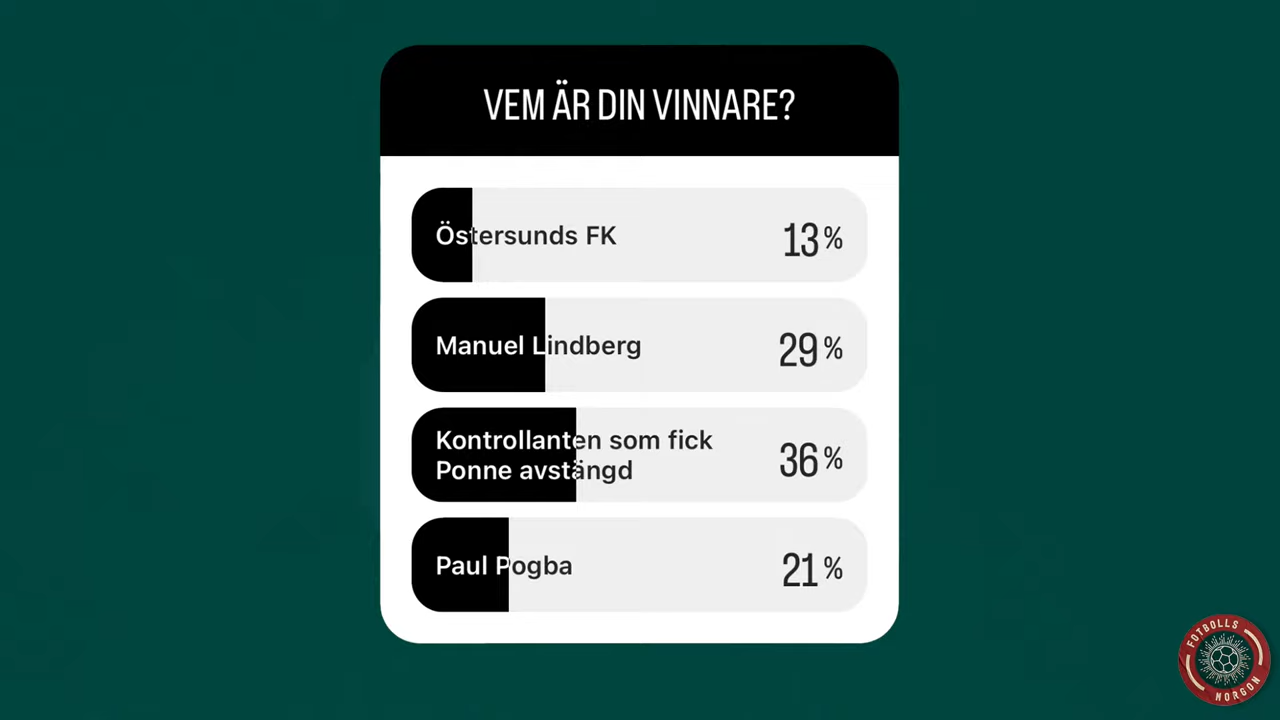 VEM ÄR DIN VINNARE?
Östersunds FK
13%
Manuel Lindberg
29%
Kontrollanten som fick
Ponne avstängd
36%
Paul Pogba
21%
FOTBOLLS
MORGON